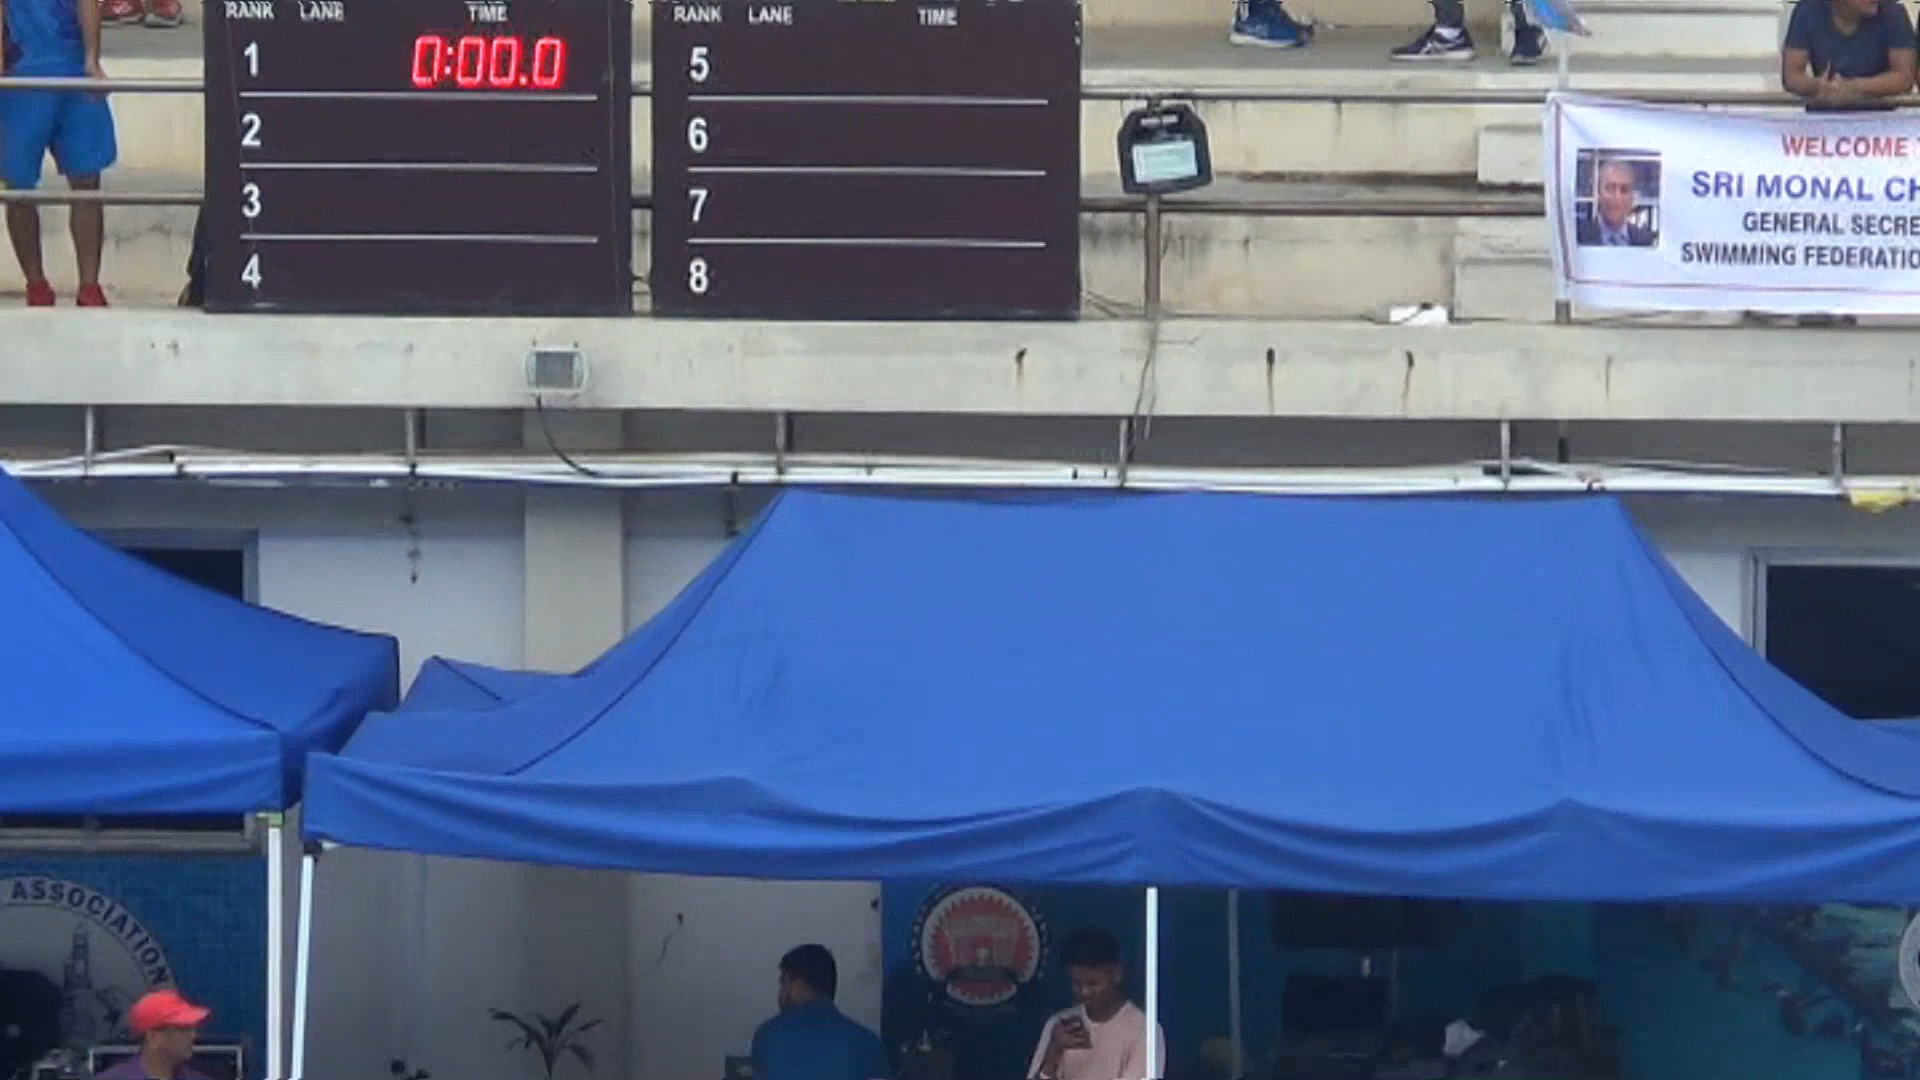 RANK LANE TIME
1 0:00.0
2
3
4
RANK LANE TIME
5
6
7
8
WELCOME
SRI MONAL CH
GENERAL SECRE
SWIMMING FEDERATIO
ASSOCIATION